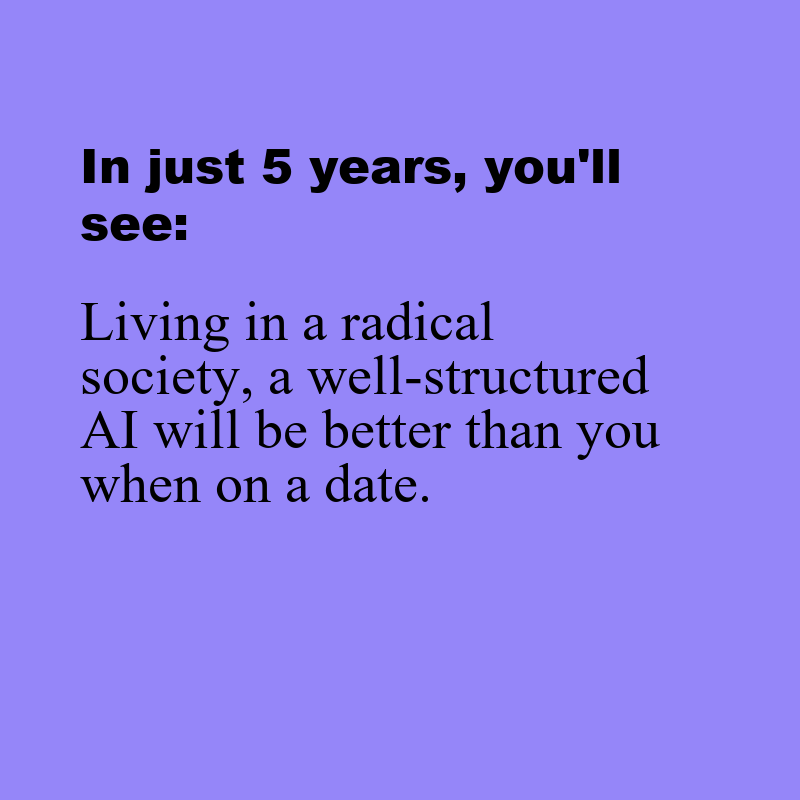 In just 5 years, you'll
see:
Living in a radical
society, a well-structured
AI will be better than you
when on a date.